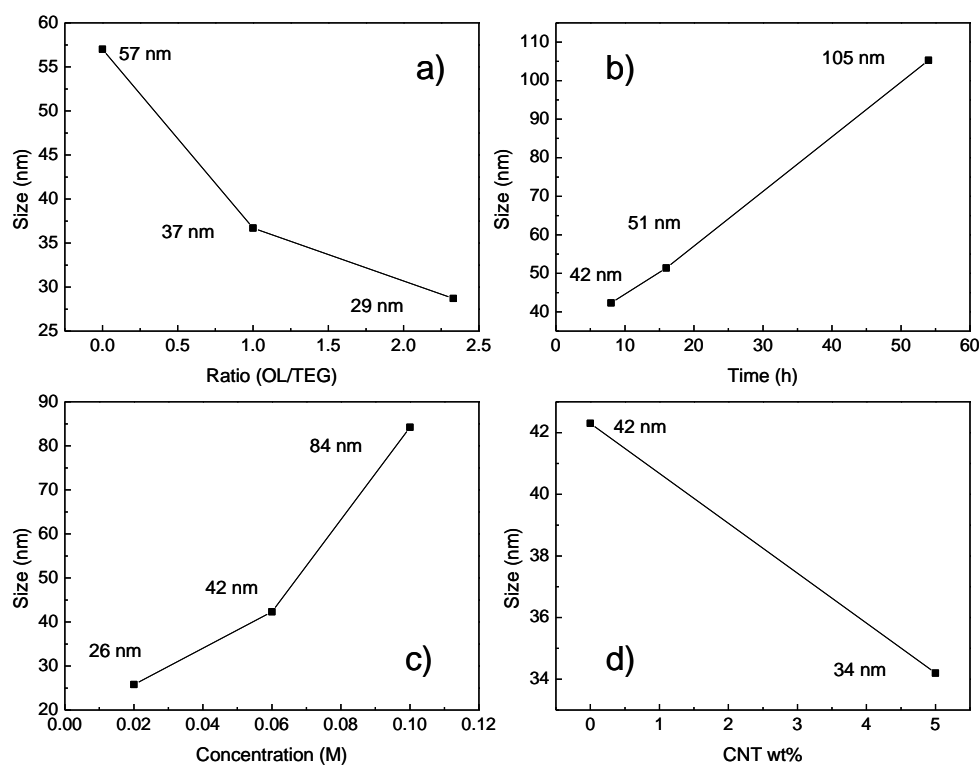 a)
57 nm
37 nm
29 nm
60
55
50
45
40
35
30
25
0.0 0.5 1.0 1.5 2.0 2.5
Size (nm)
Ratio (OL/TEG)
b)
105 nm
51 nm
42 nm
110
100
90
80
70
60
50
40
0 10 20 30 40 50 60
Size (nm)
Time (h)
c)
84 nm
42 nm
26 nm
90
80
70
60
50
40
30
20
0.00 0.02 0.04 0.06 0.08 0.10 0.12
Size (nm)
Concentration (M)
d)
42 nm
34 nm
42
40
38
36
34
0 1 2 3 4 5
Size (nm)
CNT wt%